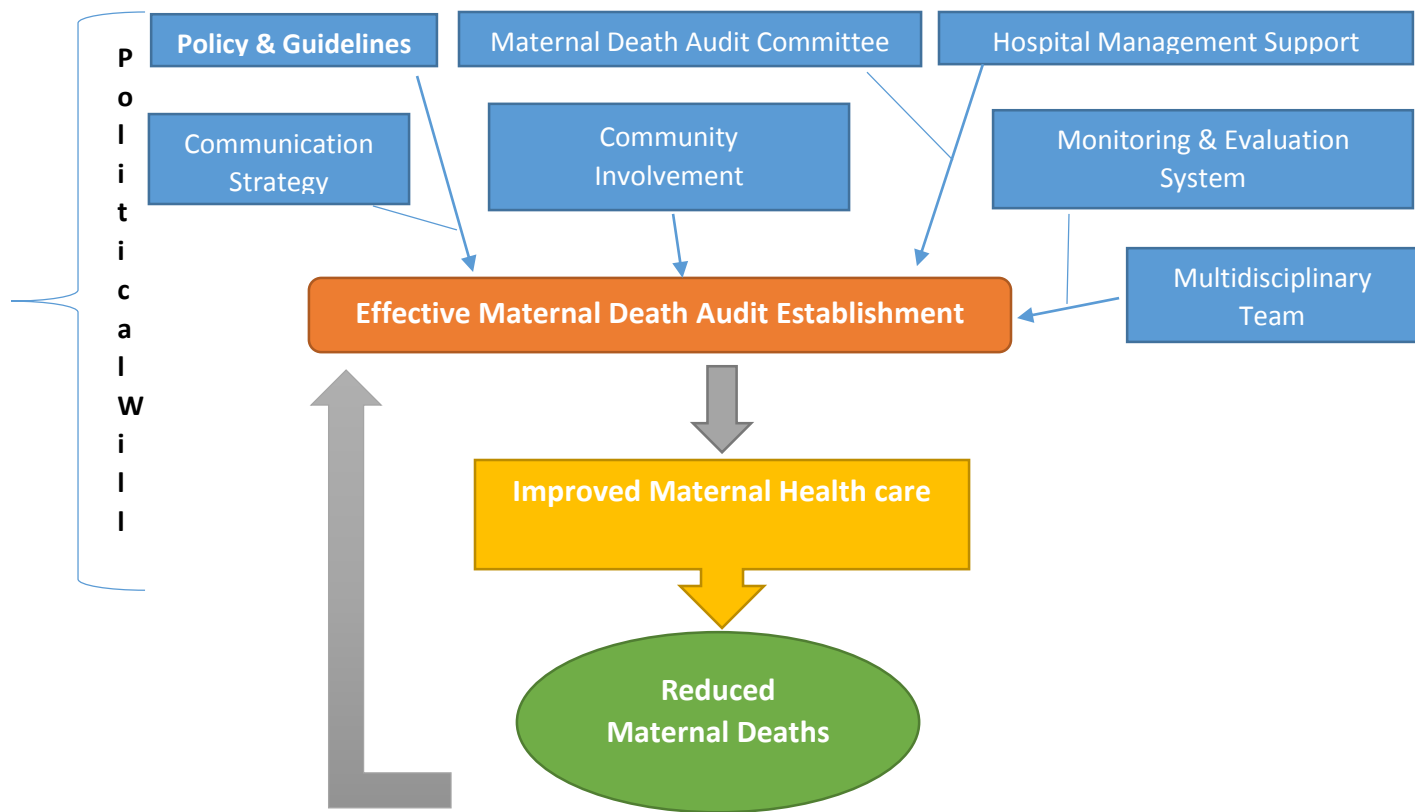 Policy & Guidelines
Maternal Death Audit Committee
Hospital Management Support
P
o
l
i
t
i
c
a
l
W
i
l
l
Communication
Strategy
Community
Involvement
Monitoring & Evaluation
System
Multidisciplinary
Team
Effective Maternal Death Audit Establishment
Improved Maternal Health care
Reduced
Maternal Deaths